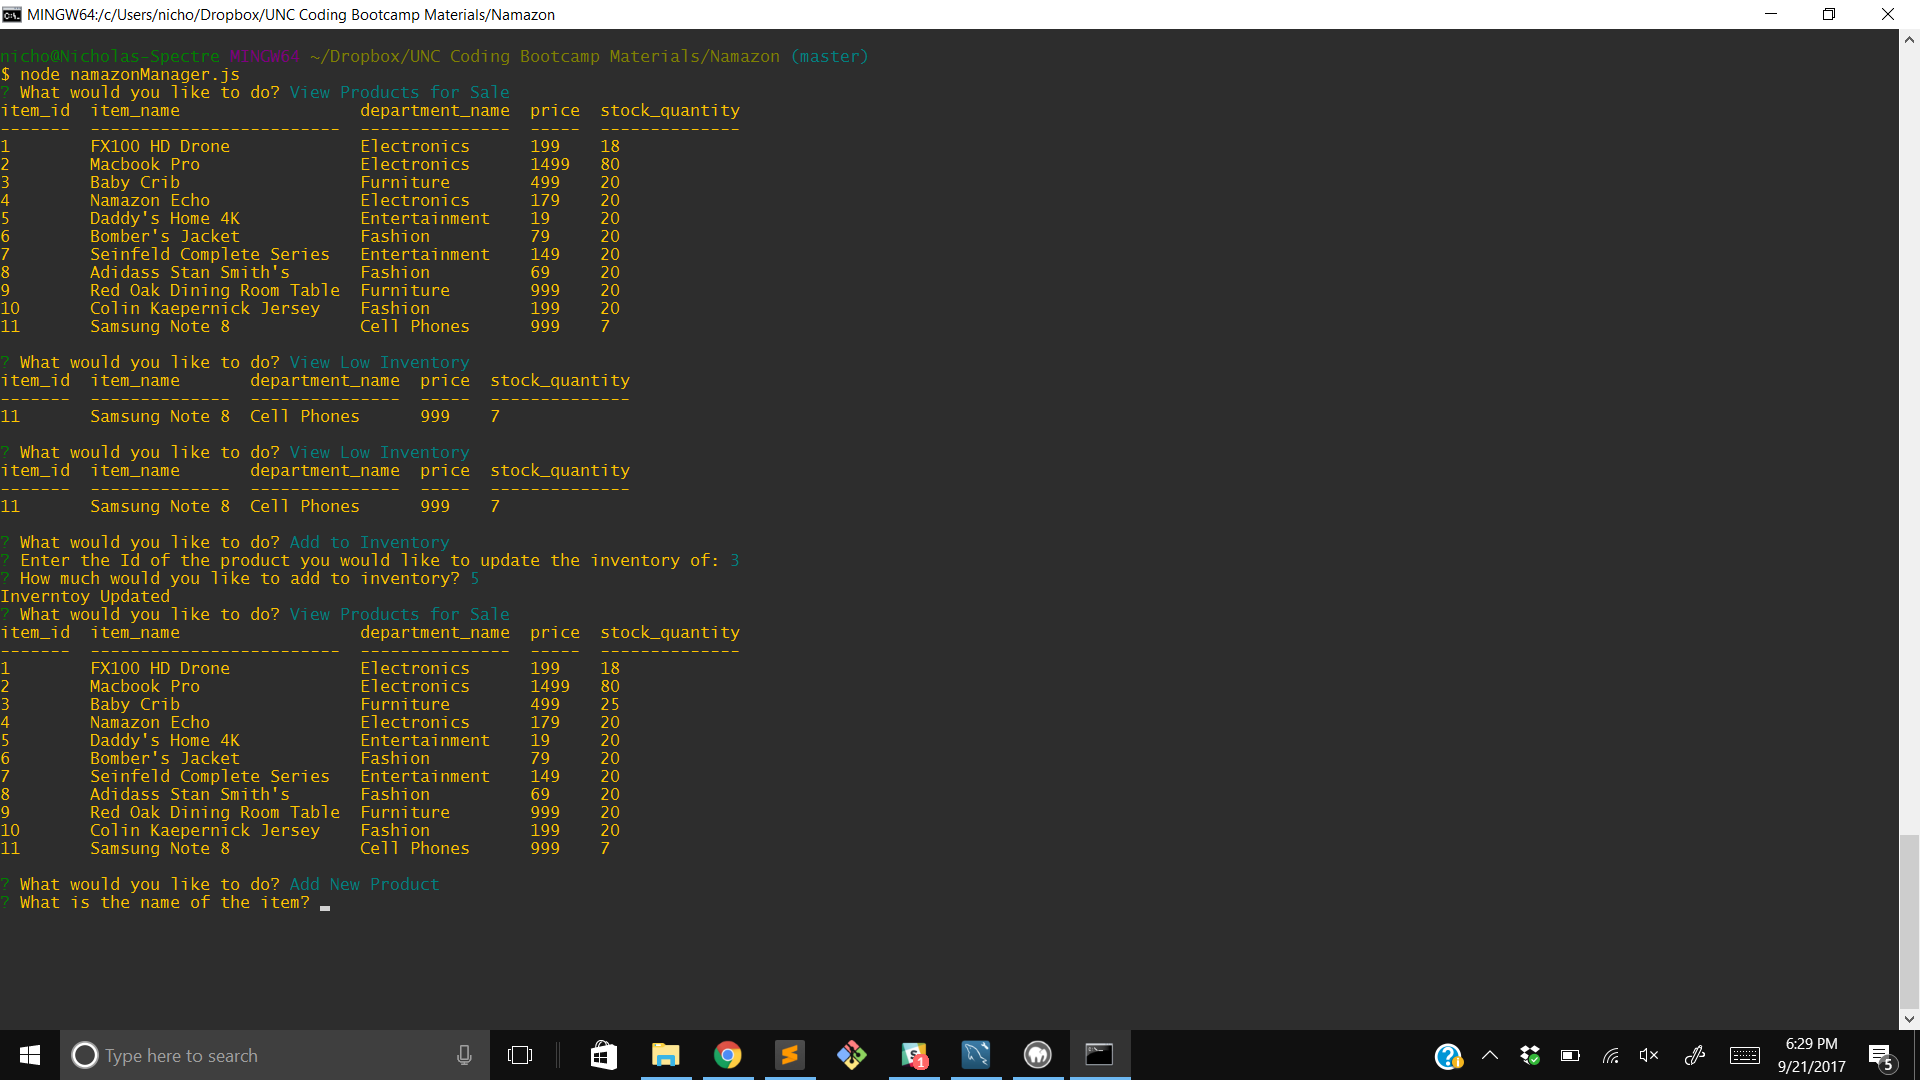 MINGW64:/c/Users/nicho/Dropbox/UNC Coding Bootcamp Materials/Namazon
nicho@Nicholas-Spectre MINGW64 ~/Dropbox/UNC Coding Bootcamp Materials/Namazon (master)
$ node namazonManager.js
? What would you like to do? View Products for Sale
item_id  item_name                  department_name  price  stock_quantity
-------  -------------------------  ---------------  -----  --------------
1        FX100 HD Drone             Electronics      199    18
2        Macbook Pro                Electronics      1499   80
3        Baby Crib                  Furniture        499    20
4        Namazon Echo               Electronics      179    20
5        Daddy's Home 4K            Entertainment    19     20
6        Bomber's Jacket            Fashion          79     20
7        Seinfeld Complete Series   Entertainment    149    20
8        Adidass Stan Smith's       Fashion          69     20
9        Red Oak Dining Room Table  Furniture        999    20
10       Colin Kaepernick Jersey    Fashion          199    20
11       Samsung Note 8             Cell Phones      999    7
? What would you like to do? View Low Inventory
item_id  item_name       department_name  price  stock_quantity
-------  --------------  ---------------  -----  --------------
11       Samsung Note 8  Cell Phones      999    7
? What would you like to do? View Low Inventory
item_id  item_name       department_name  price  stock_quantity
-------  --------------  ---------------  -----  --------------
11       Samsung Note 8  Cell Phones      999    7
? What would you like to do? Add to Inventory
? Enter the Id of the product you would like to update the inventory of: 3
? How much would you like to add to inventory? 5
Inverntoy Updated
? What would you like to do? View Products for Sale
item_id  item_name                  department_name  price  stock_quantity
-------  -------------------------  ---------------  -----  --------------
1        FX100 HD Drone             Electronics      199    18
2        Macbook Pro                Electronics      1499   80
3        Baby Crib                  Furniture        499    25
4        Namazon Echo               Electronics      179    20
5        Daddy's Home 4K            Entertainment    19     20
6        Bomber's Jacket            Fashion          79     20
7        Seinfeld Complete Series   Entertainment    149    20
8        Adidass Stan Smith's       Fashion          69     20
9        Red Oak Dining Room Table  Furniture        999    20
10       Colin Kaepernick Jersey    Fashion          199    20
11       Samsung Note 8             Cell Phones      999    7
? What would you like to do? Add New Product
? What is the name of the item?
Type here to search
1
6:29 PM
9/21/2017
5